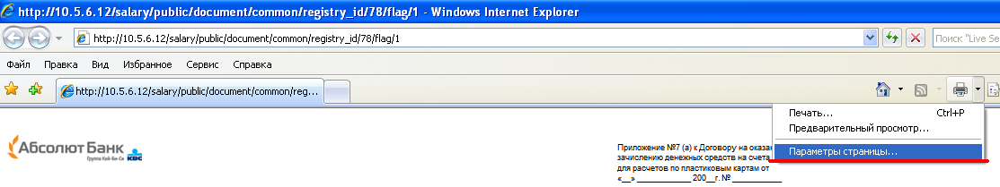 http://10.5.6.12/salary/public/document/common/registry_id/78/flag/1 - Windows Internet Explorer
http://10.5.6.12/salary/public/document/common/registry_id/78/flag/1
Поиск "Live Se
Файл Правка Вид Избранное Сервис Справка
http://10.5.6.12/salary/public/document/common/reg...
Печать... Ctrl+P
Предварительный просмотр...
Параметры страницы...
Абсолют Банк
Группа Кей-Би-Си KBC
Приложение №7 (а) к Договору на оказан
зачислению денежных средств на счета
для расчетов по пластиковым картам от
«__» _____________ 200__г. № ____________